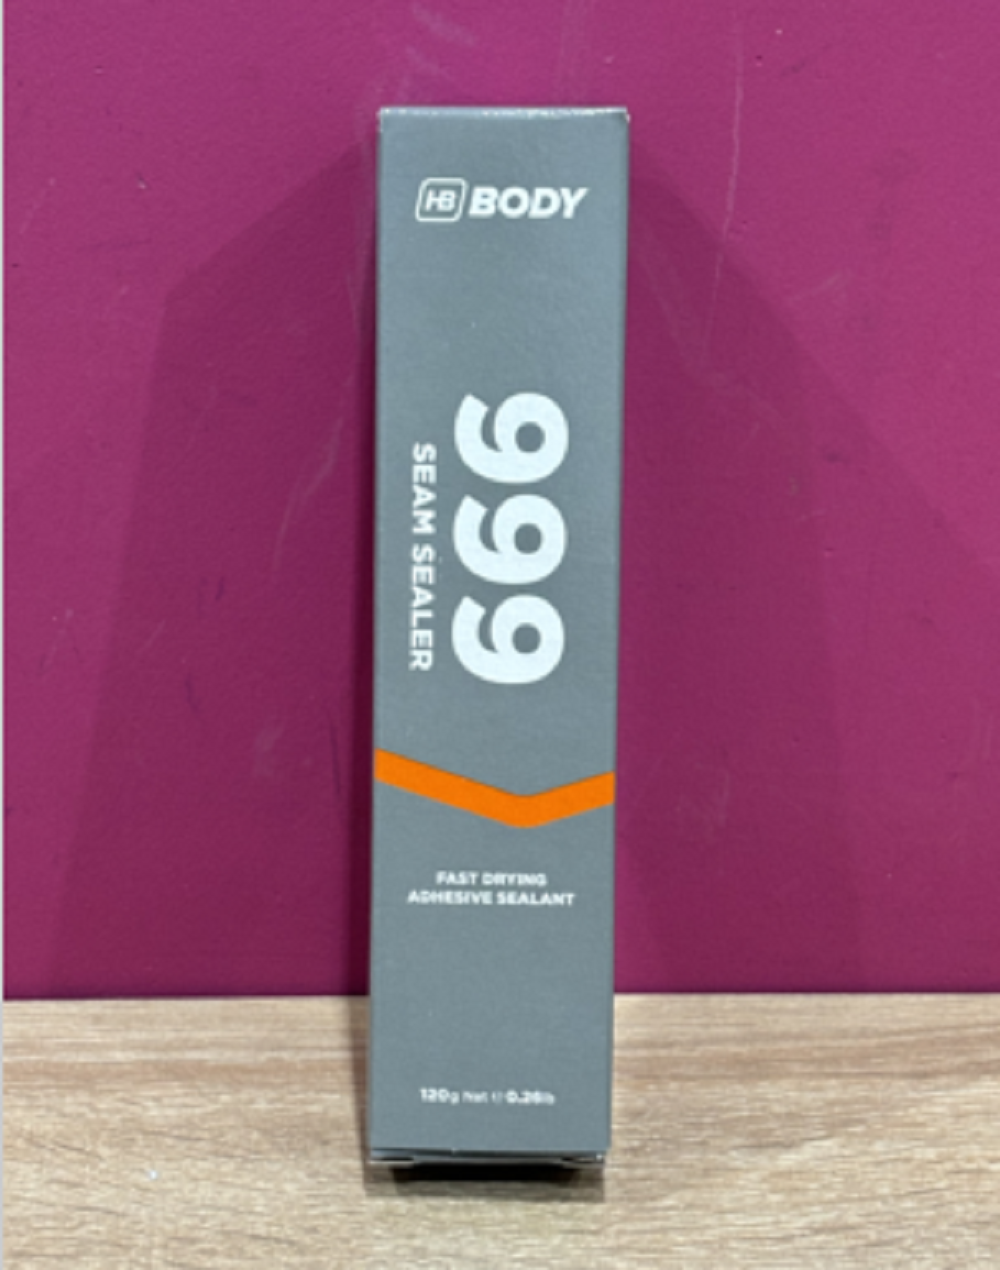 HB BODY
999
SEAM SEALER
FAST DRYING
ADHESIVE SEALANT
120g Net ℮ 0.26lb